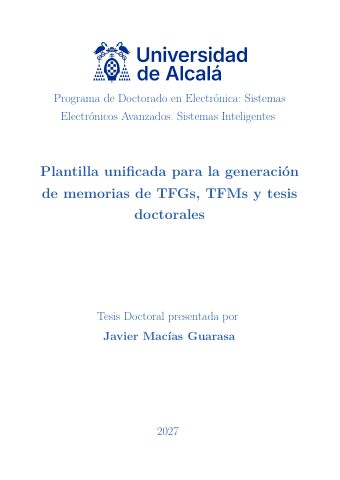 Universidad
de Alcalá
Programa de Doctorado en Electrónica: Sistemas
Electrónicos Avanzados. Sistemas Inteligentes
Plantilla unificada para la generación
de memorias de TFGs, TFMs y tesis
doctorales
Tesis Doctoral presentada por
Javier Macías Guarasa
2027